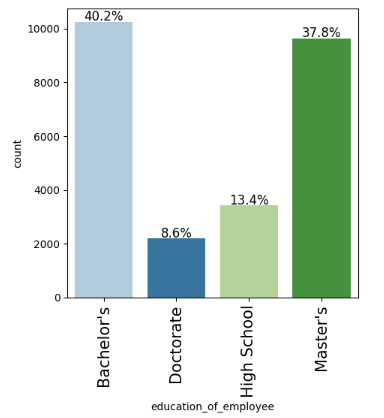 40.2%
37.8%
13.4%
8.6%
10000
8000
6000
4000
2000
0
count
Bachelor's
Doctorate
High School
Master's
education_of_employee